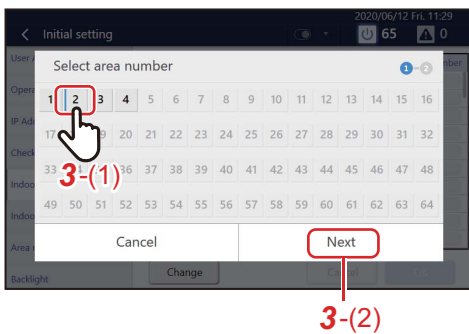 2020/06/12 Fri. 11:29
Initial setting
65
0
Select area number
1 2
1 2 3 4 5 6 7 8 9 10 11 12 13 14 15 16
17 20 21 22 23 24 25 26 27 28 29 30 31 32
33 36 37 38 39 40 41 42 43 44 45 46 47 48
3-(1)
49 50 51 52 53 54 55 56 57 58 59 60 61 62 63 64
Cancel Next
Backlight
Change
Cancel
OK
3-(2)